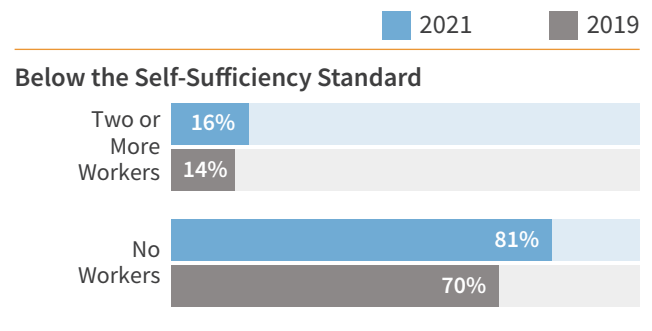 2021 2019
Below the Self-Sufficiency Standard
Two or
More
Workers
16%
14%
No
Workers
81%
70%